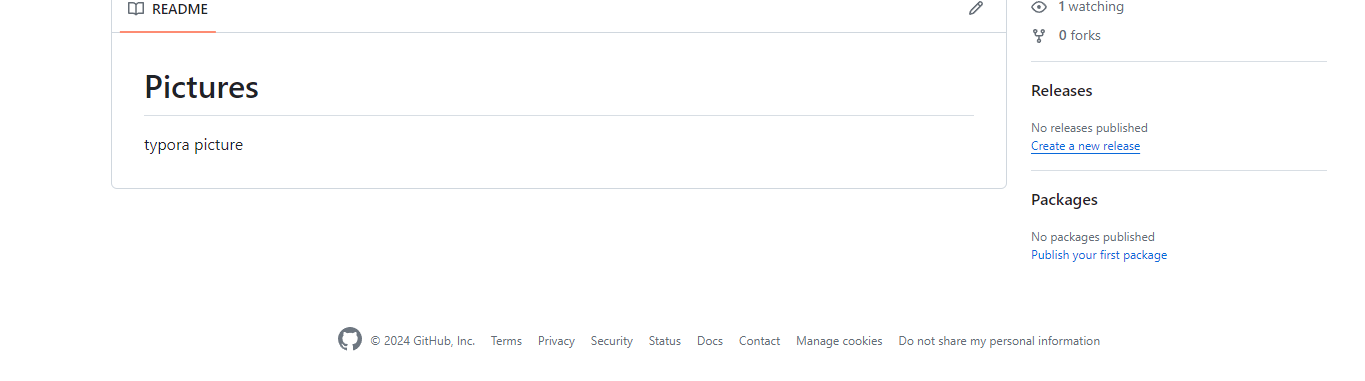 README
Pictures
typora picture
1 watching
0 forks
Releases
No releases published
Create a new release
Packages
No packages published
Publish your first package
© 2024 GitHub, Inc. Terms Privacy Security Status Docs Contact Manage cookies Do not share my personal information